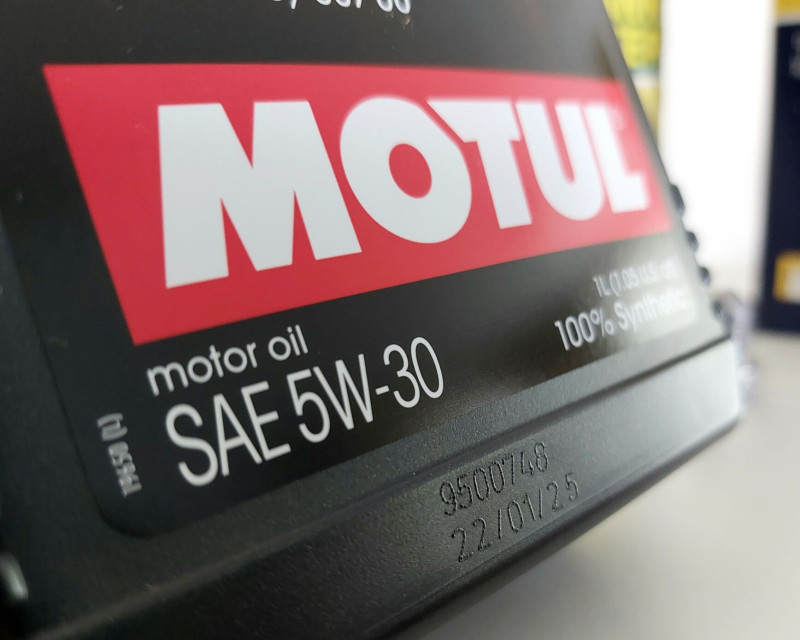 MOTUL
motor oil
SAE 5W-30
1L (1.05 U.S. qt)
100% Synthetic
9500748
22/01/25